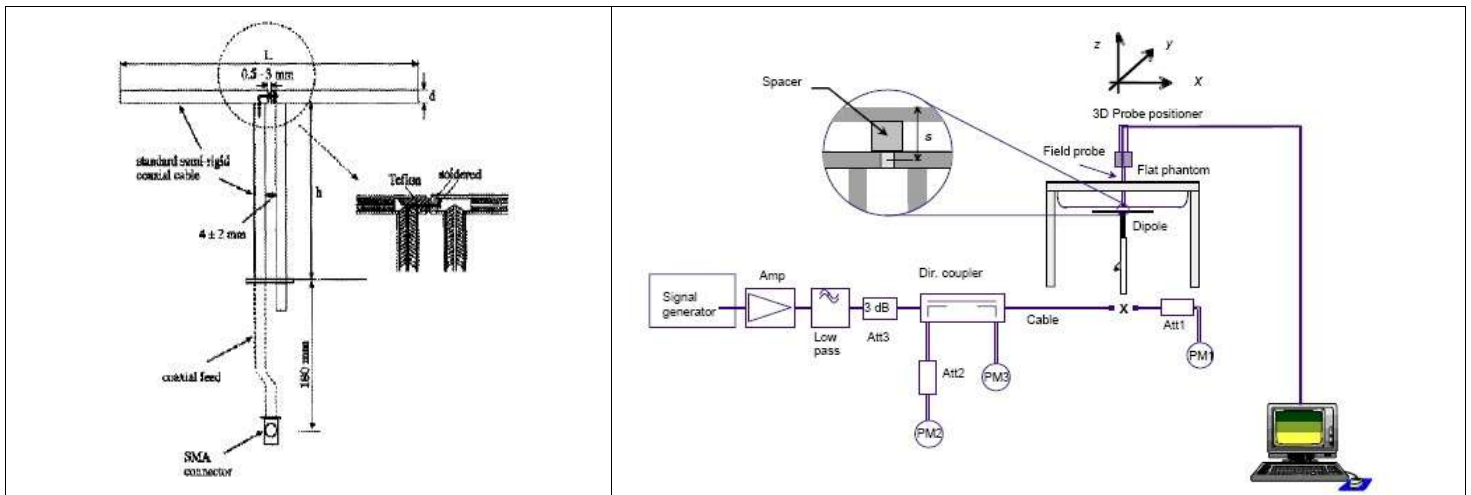 L
0.5 -3 mm
d
standard semi-rigid
coaxial cable
h
Teflon
soldered
4 ± 2 mm
coaxial feed
160 mm
SMA
connector
z
y
X
Spacer
s
3D Probe positioner
Field probe
Flat phantom
Dipole
Signal
generator
Amp
Low
pass
3 dB
Att3
Dir. coupler
Cable
x
Att1
PM1
Att2
PM3
PM2